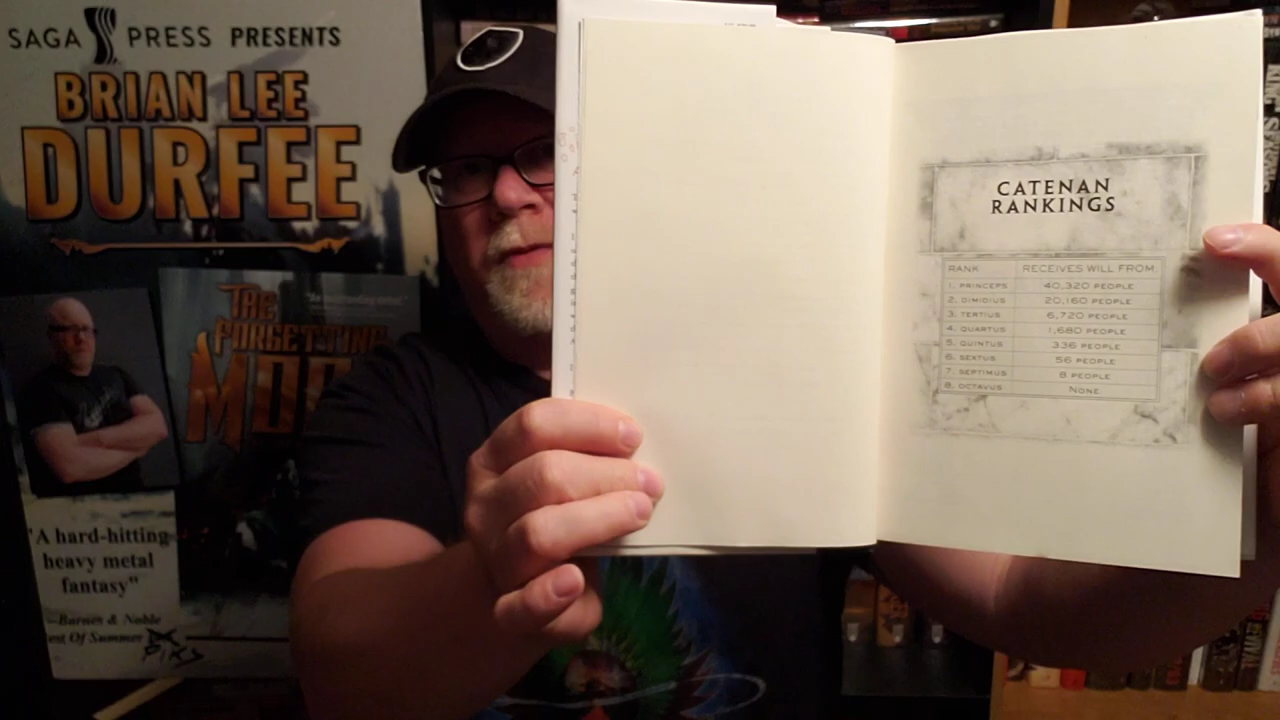 SAGA PRESS PRESENTS
BRIAN LEE
DURFEE
THE
FORGETTING
MOO
"A hard-hitting
heavy metal
fantasy"
—Barnes & Noble
est Of Summer
CATENAN
RANKINGS
RANK RECEIVES WILL FROM
1. PRINCEPS 40,320 PEOPLE
2. DIMIDIUS 20,160 PEOPLE
3. TERTIUS 6,720 PEOPLE
4. QUARTUS 1,680 PEOPLE
5. QUINTUS 336 PEOPLE
6. SEXTUS 56 PEOPLE
7. SEPTIMUS 8 PEOPLE
8. OCTAVUS NONE